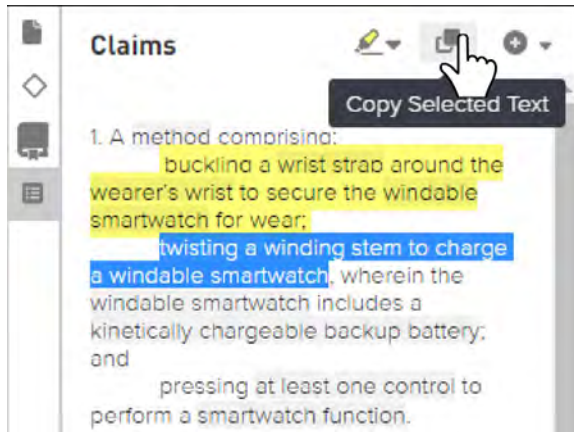 Claims
Copy Selected Text
1. A method comprising:
buckling a wrist strap around the
wearer's wrist to secure the windable
smartwatch for wear;
twisting a winding stem to charge
a windable smartwatch, wherein the
windable smartwatch includes a
kinetically chargeable backup battery;
and
pressing at least one control to
perform a smartwatch function.